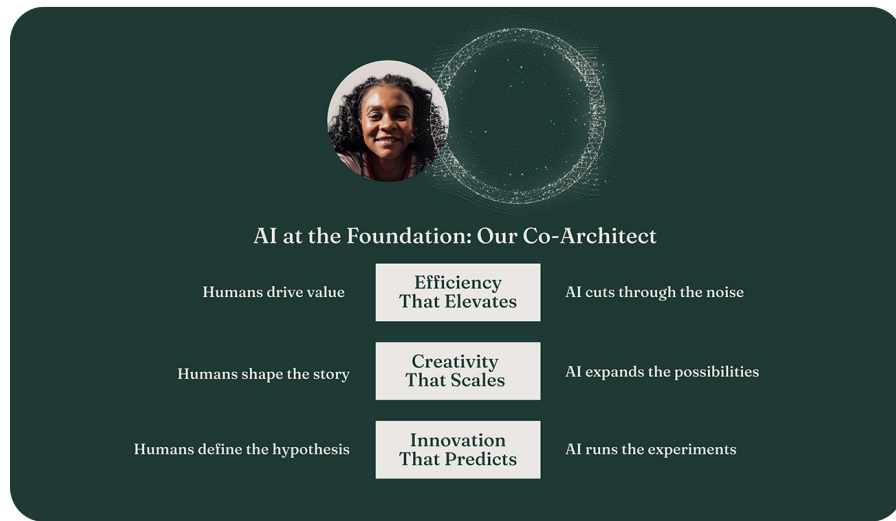 AI at the Foundation: Our Co-Architect
Humans drive value
Efficiency
That Elevates
AI cuts through the noise
Humans shape the story
Creativity
That Scales
AI expands the possibilities
Humans define the hypothesis
Innovation
That Predicts
AI runs the experiments